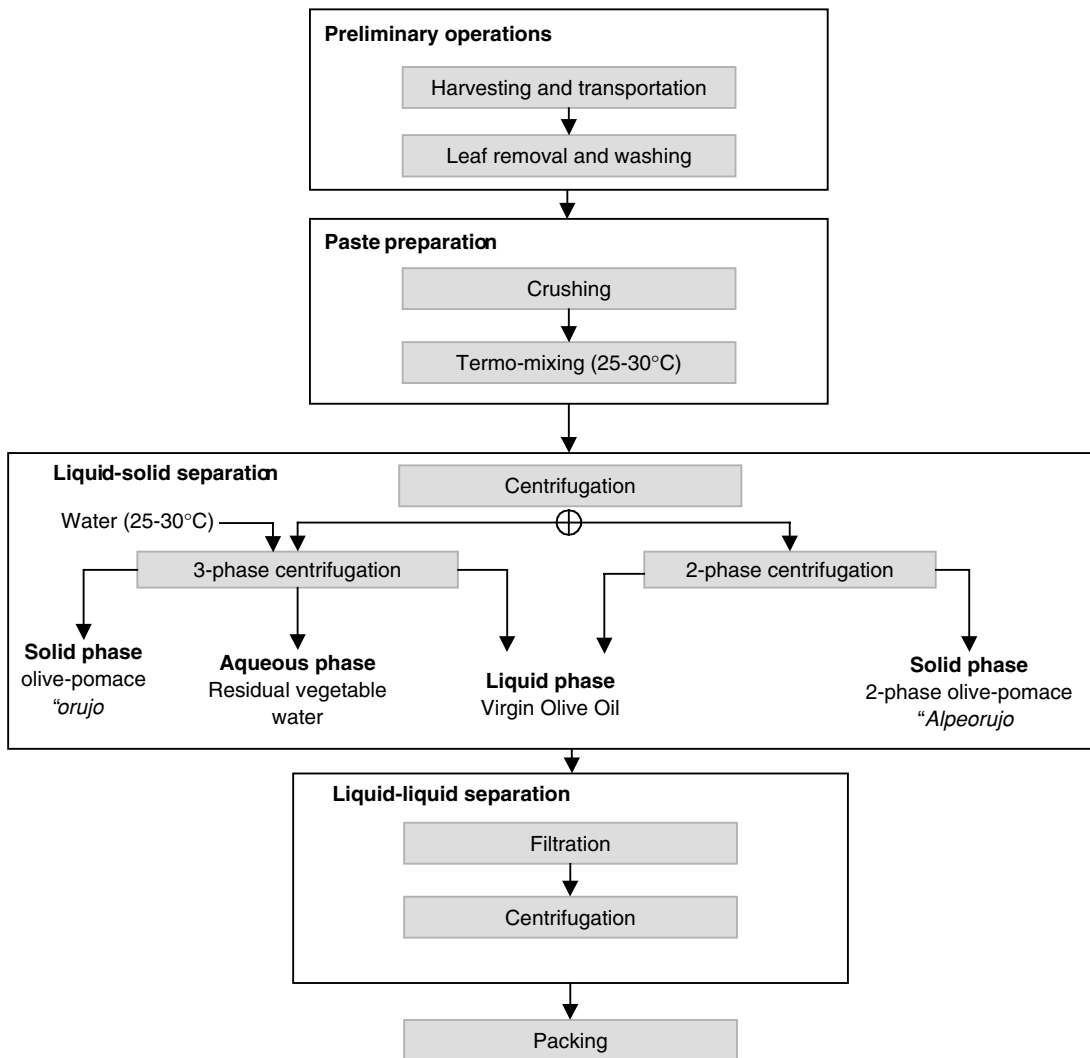 Preliminary operations
Harvesting and transportation
Leaf removal and washing
Paste preparation
Crushing
Termo-mixing (25-30°C)
Liquid-solid separation
Centrifugation
Water (25-30°C)
3-phase centrifugation
2-phase centrifugation
Solid phase
olive-pomace
“orujo
Aqueous phase
Residual vegetable
water
Liquid phase
Virgin Olive Oil
Solid phase
2-phase olive-pomace
“Alpeorujo
Liquid-liquid separation
Filtration
Centrifugation
Packing